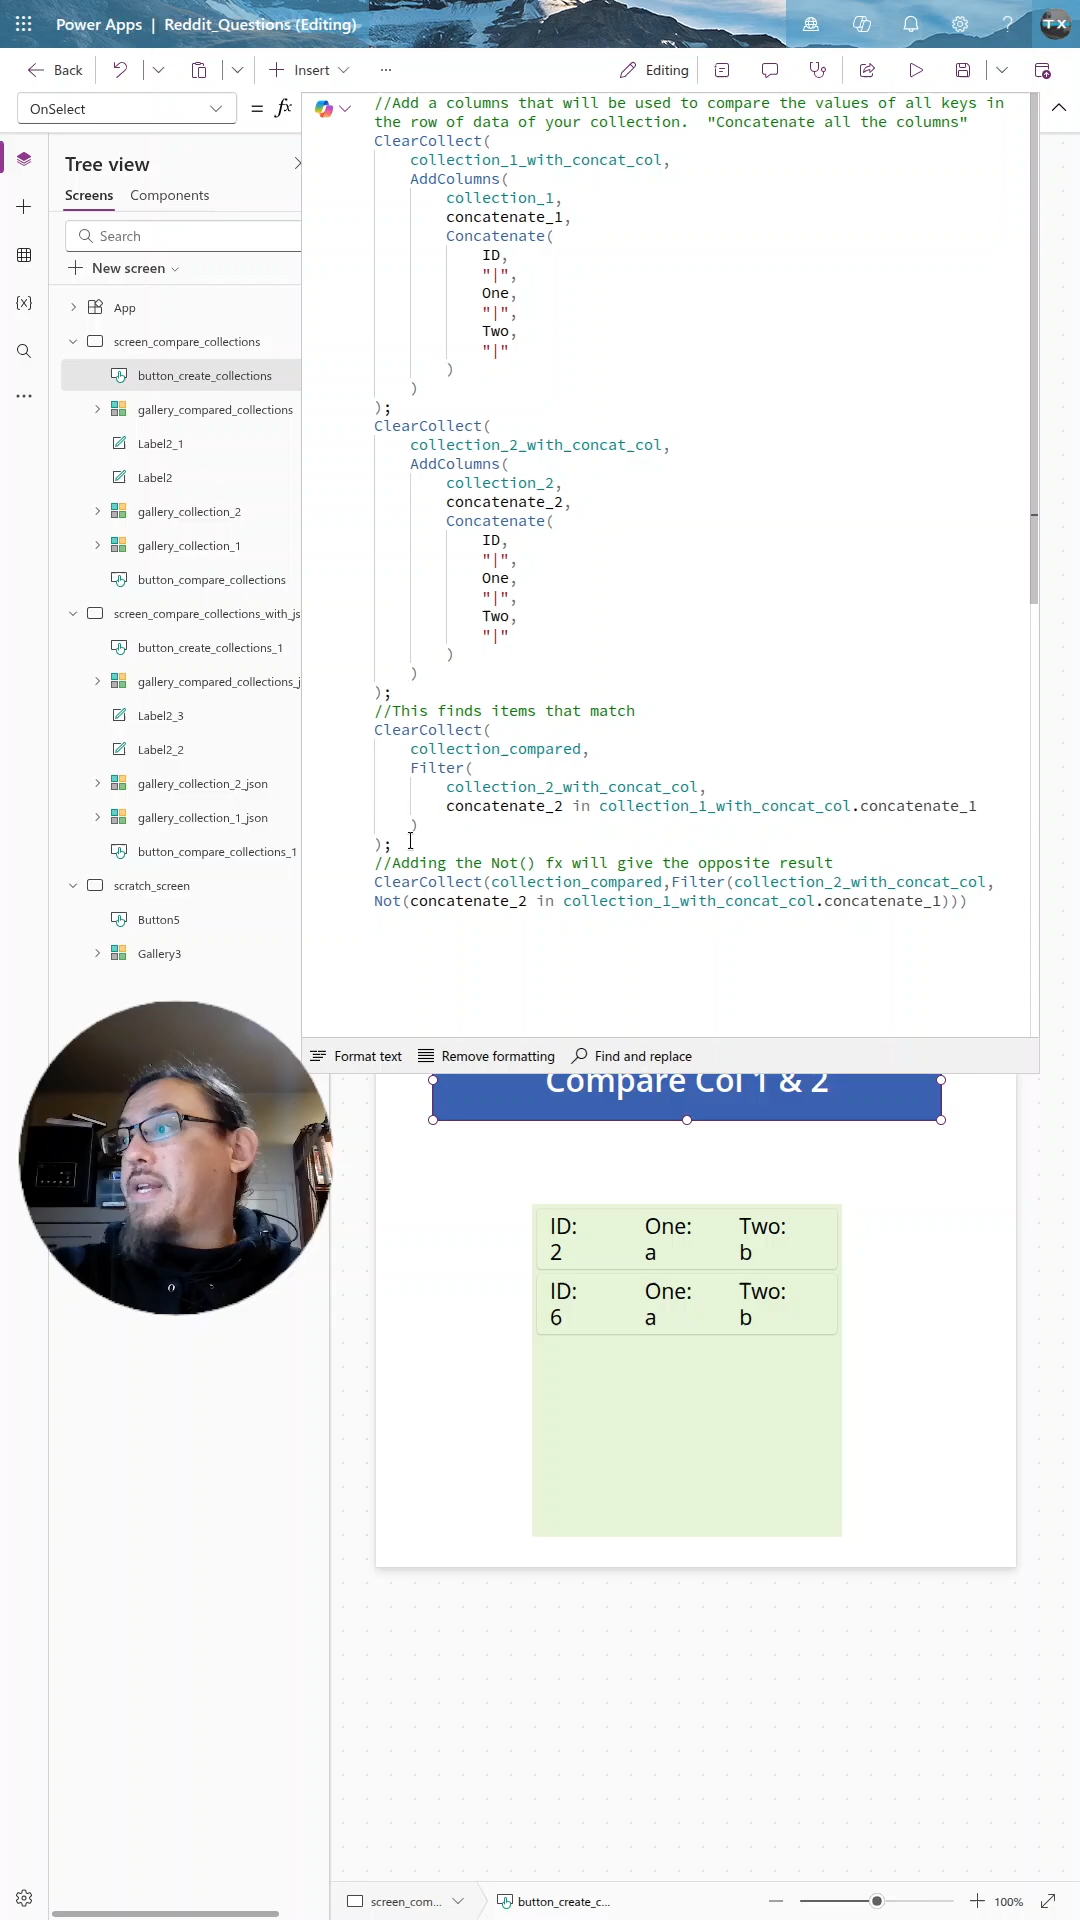 Power Apps | Reddit_Questions (Editing)
?
TX
Back
Insert
...
Editing
OnSelect
= fx
Tree view
Screens
Components
Search
New screen
App
screen_compare_collections
button_create_collections
gallery_compared_collections
Label2_1
Label2
gallery_collection_2
gallery_collection_1
button_compare_collections
screen_compare_collections_with_js
button_create_collections_1
gallery_compared_collections_j
Label2_3
Label2_2
gallery_collection_2_json
gallery_collection_1_json
button_compare_collections_1
scratch_screen
Button5
Gallery3
//Add a columns that will be used to compare the values of all keys in
the row of data of your collection.  "Concatenate all the columns"
ClearCollect(
collection_1_with_concat_col,
AddColumns(
collection_1,
concatenate_1,
Concatenate(
ID,
"|",
One,
"|",
Two,
"|"
)
)
);
ClearCollect(
collection_2_with_concat_col,
AddColumns(
collection_2,
concatenate_2,
Concatenate(
ID,
"|",
One,
"|",
Two,
"|"
)
)
);
//This finds items that match
ClearCollect(
collection_compared,
Filter(
collection_2_with_concat_col,
concatenate_2 in collection_1_with_concat_col.concatenate_1
)
);
//Adding the Not() fx will give the opposite result
ClearCollect(collection_compared,Filter(collection_2_with_concat_col,
Not(concatenate_2 in collection_1_with_concat_col.concatenate_1)))
Format text
Remove formatting
Find and replace
Compare Col 1 & 2
ID: One: Two:
2 a b
ID: One: Two:
6 a b
screen_com...
button_create_c...
100%